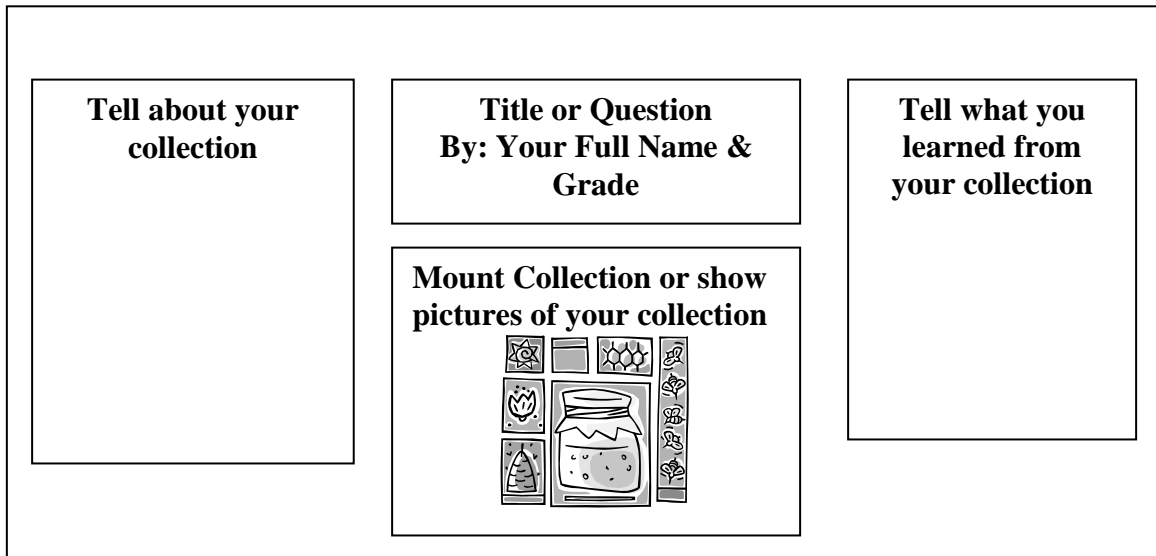 Tell about your
collection
Title or Question
By: Your Full Name &
Grade
Mount Collection or show
pictures of your collection
Tell what you
learned from
your collection